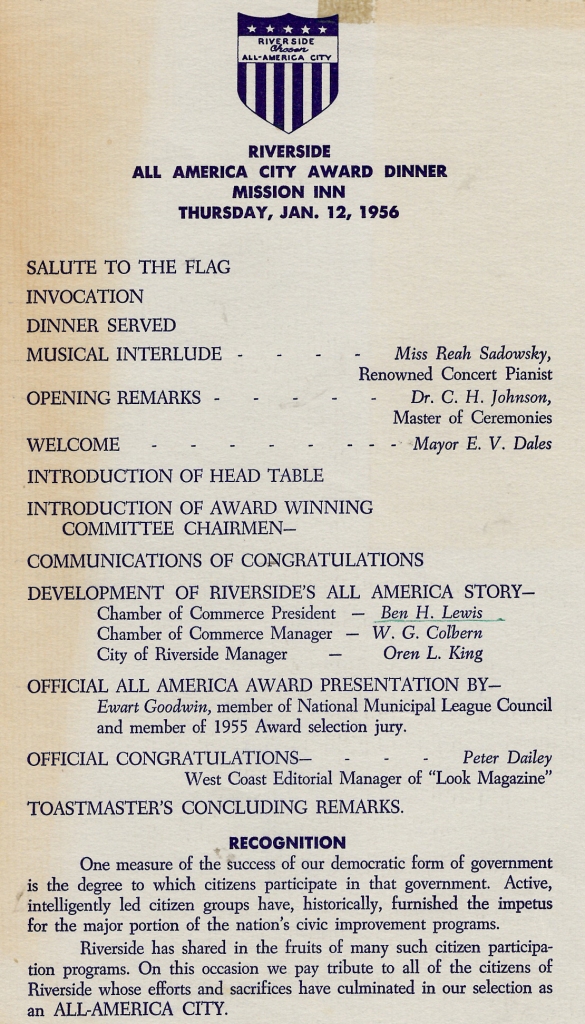 RIVERSIDE
Chosen
ALL-AMERICA CITY
RIVERSIDE
ALL AMERICA CITY AWARD DINNER
MISSION INN
THURSDAY, JAN. 12, 1956
SALUTE TO THE FLAG
INVOCATION
DINNER SERVED
MUSICAL INTERLUDE - - - - Miss Reah Sadowsky,
Renowned Concert Pianist
OPENING REMARKS - - - - - Dr. C. H. Johnson,
Master of Ceremonies
WELCOME - - - - - - - - - Mayor E. V. Dales
INTRODUCTION OF HEAD TABLE
INTRODUCTION OF AWARD WINNING
COMMITTEE CHAIRMEN—
COMMUNICATIONS OF CONGRATULATIONS
DEVELOPMENT OF RIVERSIDE'S ALL AMERICA STORY—
Chamber of Commerce President — Ben H. Lewis
Chamber of Commerce Manager — W. G. Colbern
City of Riverside Manager — Oren L. King
OFFICIAL ALL AMERICA AWARD PRESENTATION BY—
Ewart Goodwin, member of National Municipal League Council
and member of 1955 Award selection jury.
OFFICIAL CONGRATULATIONS— - - - Peter Dailey
West Coast Editorial Manager of "Look Magazine"
TOASTMASTER'S CONCLUDING REMARKS.
RECOGNITION
One measure of the success of our democratic form of government
is the degree to which citizens participate in that government. Active,
intelligently led citizen groups have, historically, furnished the impetus
for the major portion of the nation's civic improvement programs.
Riverside has shared in the fruits of many such citizen participa-
tion programs. On this occasion we pay tribute to all of the citizens of
Riverside whose efforts and sacrifices have culminated in our selection as
an ALL-AMERICA CITY.